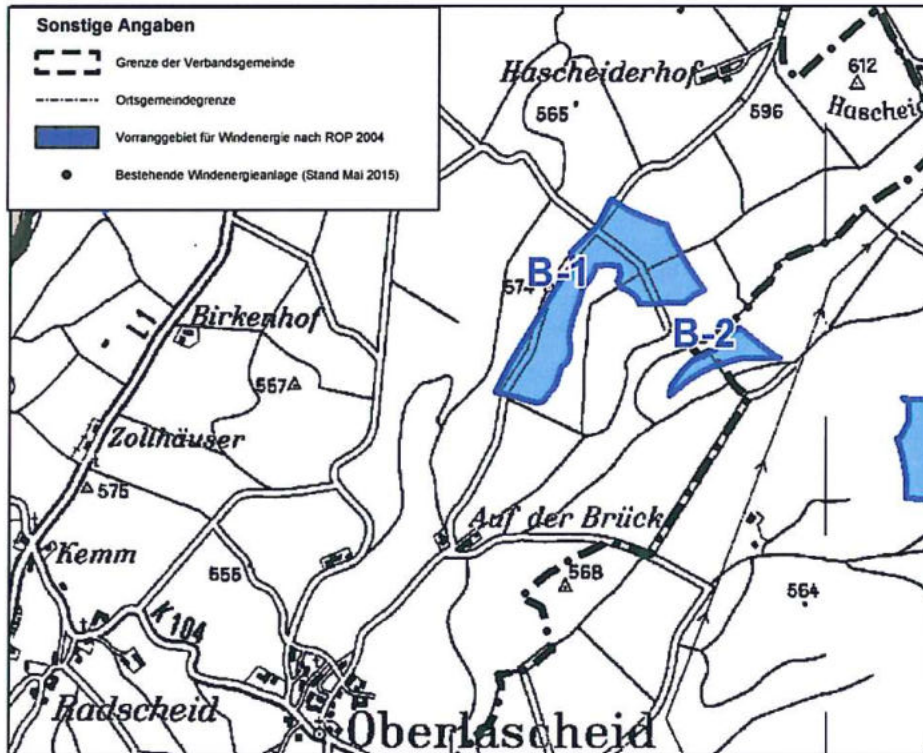 Sonstige Angaben
Grenze der Verbandsgemeinde
Ortsgemeindegrenze
Vorranggebiet für Windenergie nach ROP 2004
Bestehende Windenergieanlage (Stand Mai 2015)
Hascheiderhof
612
565
596
Hascheid
574
B-1
L 1
Birkenhof
B-2
557
Zollhäuser
575
Auf der Brück
Kemm
555
568
564
K 104
Radscheid
Oberlascheid